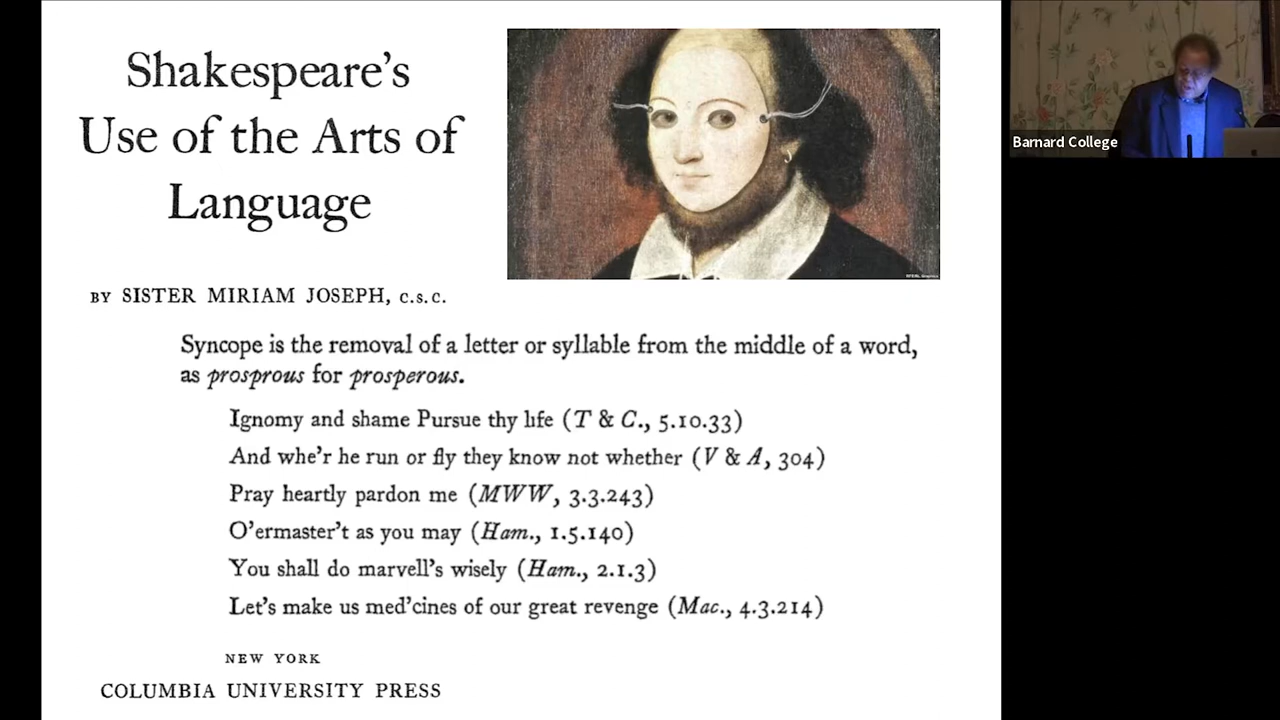 Shakespeare's
Use of the Arts of
Language
BY SISTER MIRIAM JOSEPH, C.S.C.
Syncope is the removal of a letter or syllable from the middle of a word,
as prosprous for prosperous.
Ignomy and shame Pursue thy life (T & C., 5.10.33)
And whe'r he run or fly they know not whether (V & A, 304)
Pray heartly pardon me (MWW, 3.3.243)
O'ermaster't as you may (Ham., 1.5.140)
You shall do marvell's wisely (Ham., 2.1.3)
Let's make us med'cines of our great revenge (Mac., 4.3.214)
NEW YORK
COLUMBIA UNIVERSITY PRESS
Barnard College